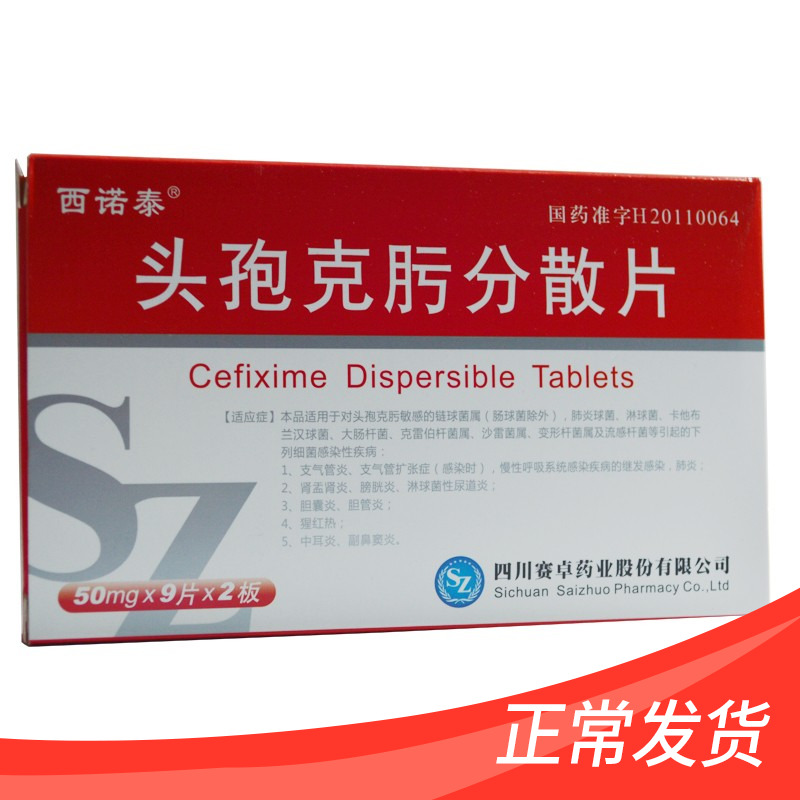 西诺泰®
国药准字H20110064
头孢克肟分散片
Cefixime Dispersible Tablets
【适应症】本品适用于对头孢克肟敏感的链球菌属（肠球菌除外），肺炎球菌、淋球菌、卡他布
兰汉球菌、大肠杆菌、克雷伯杆菌属、沙雷菌属、变形杆菌属及流感杆菌等引起的下
列细菌感染性疾病：
1、支气管炎、支气管扩张症（感染时），慢性呼吸系统感染疾病的继发感染，肺炎；
2、肾盂肾炎、膀胱炎、淋球菌性尿道炎；
3、胆囊炎、胆管炎；
4、猩红热；
5、中耳炎、副鼻窦炎。
SZ
50mg x 9片 x 2板
SZ
四川赛卓药业股份有限公司
Sichuan Saizhuo Pharmacy Co.,Ltd
正常发货